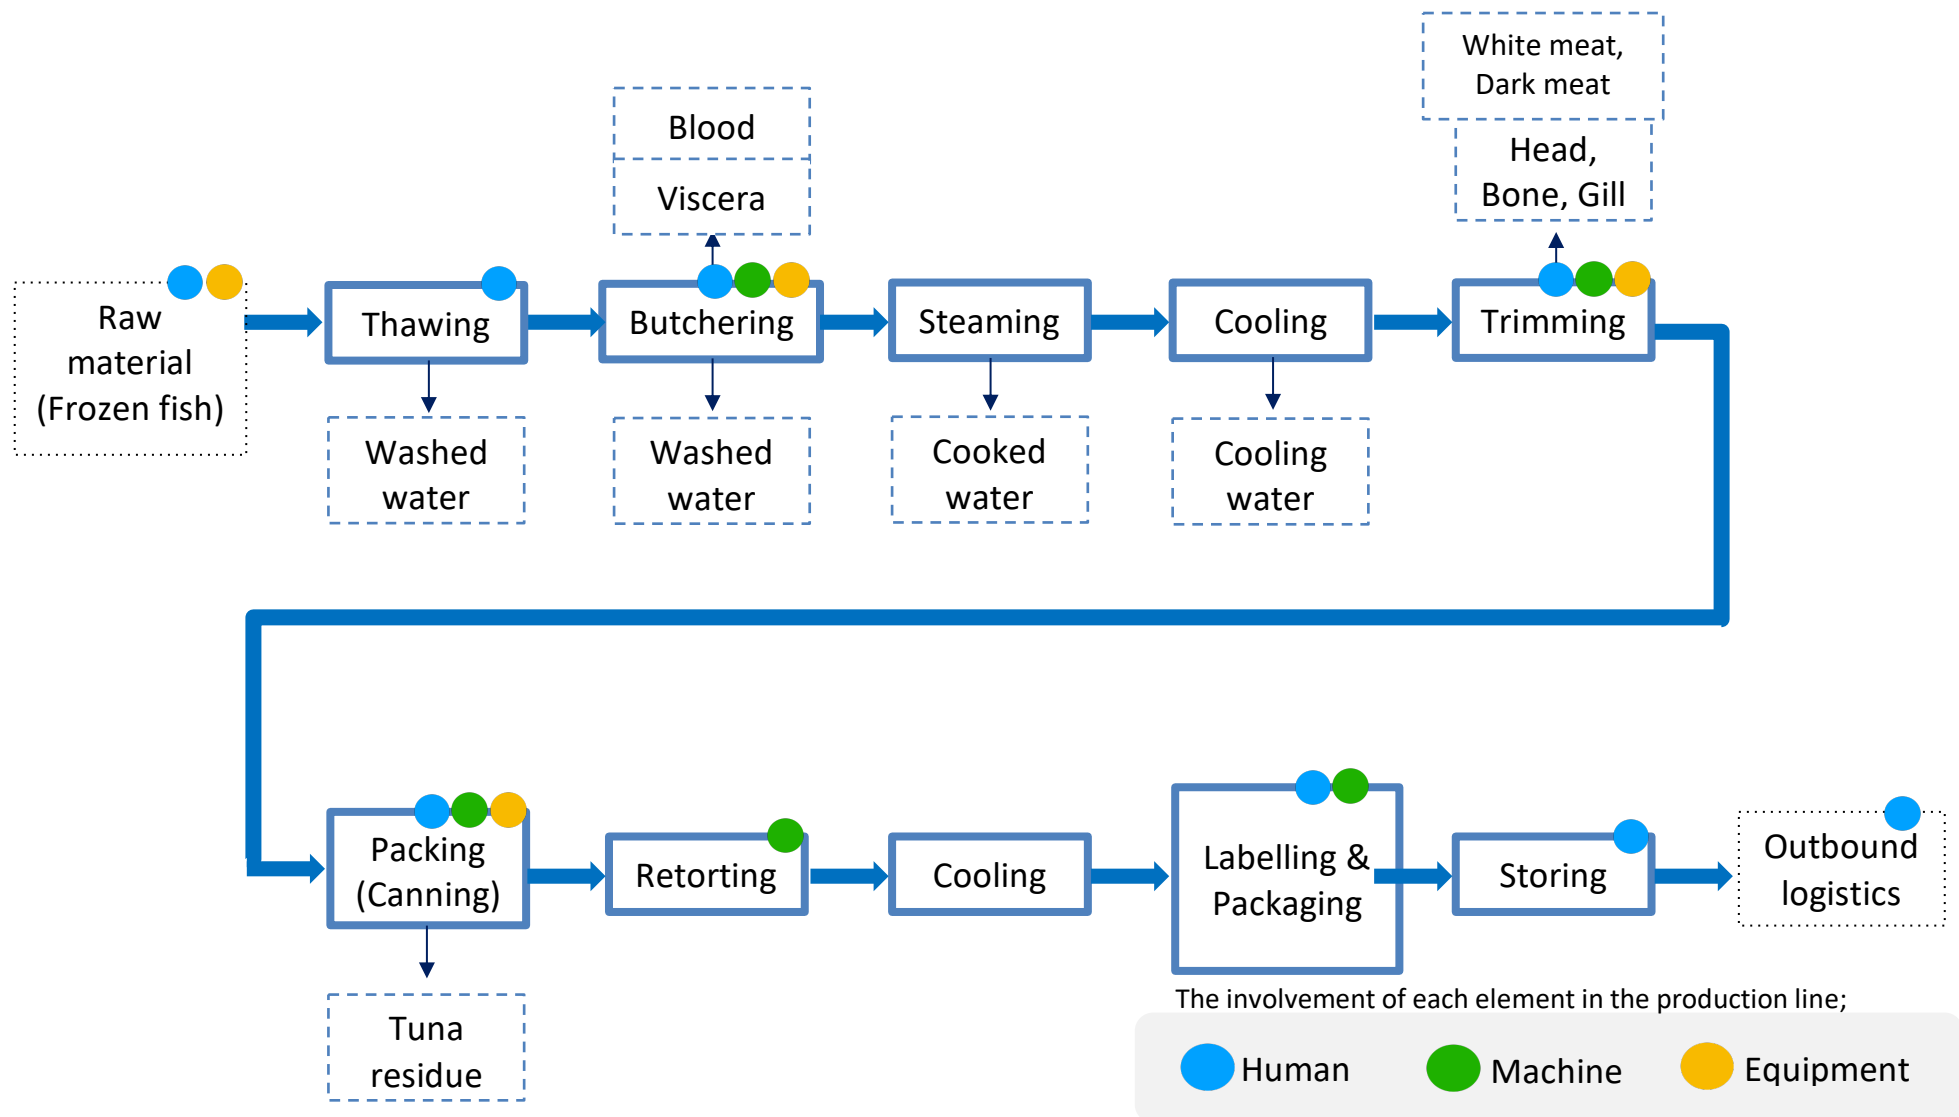 White meat,
Dark meat
Blood
Head,
Bone, Gill
Viscera
Raw
material
(Frozen fish)
Thawing
Butchering
Steaming
Cooling
Trimming
Washed
water
Washed
water
Cooked
water
Cooling
water
Packing
(Canning)
Retorting
Cooling
Labelling &
Packaging
Storing
Outbound
logistics
Tuna
residue
The involvement of each element in the production line;
Human
Machine
Equipment